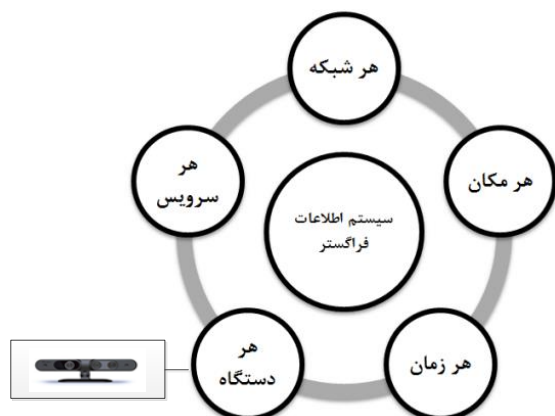 هر شبکه
هر مکان
هر
سرویس
سیستم اطلاعات
فراگستر
هر زمان
هر
دستگاه